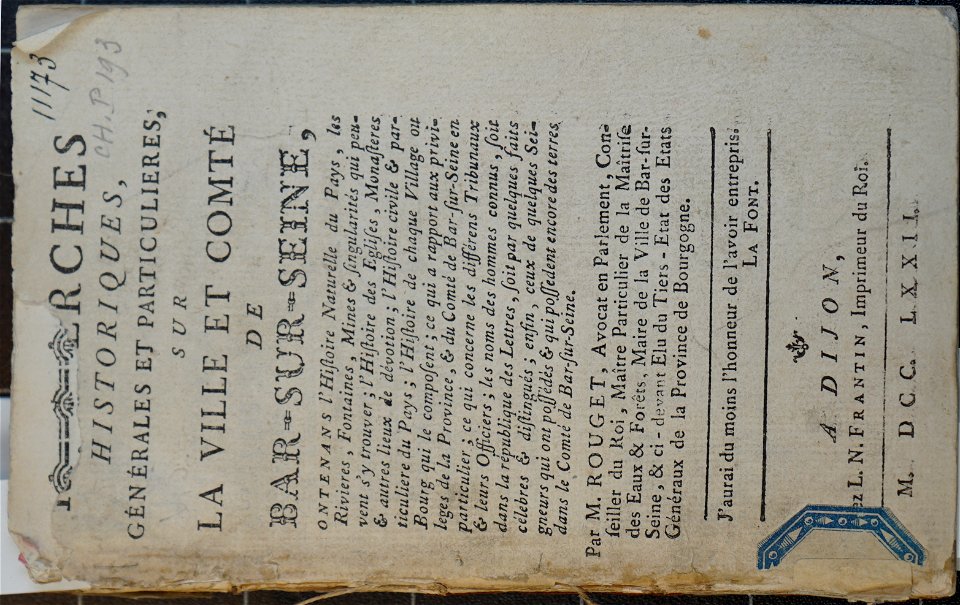 11173
CH.P193
ERCHES
HISTORIQUES,
GÉNÉRALES ET PARTICULIERES,
SUR
LA VILLE ET COMTÉ
DE
BAR-SUR-SEINE,
ONTENANS l'Hiſtoire Naturelle du Pays, les
Rivieres, Fontaines, Mines & ſingularités qui peu-
vent s'y trouver; l'Hiſtoire des Egliſes, Monaſteres
& autres lieux de dévotion; l'Hiſtoire civile & par-
ticuliere du Pays; l'Hiſtoire de chaque Village ou
Bourg qui le compoſent; ce qui a rapport aux privi-
leges de la Province, & du Comté de Bar-ſur-Seine en
particulier; ce qui concerne les différens Tribunaux
& leurs Officiers; les noms des hommes connus, ſoit
dans la république des Lettres, ſoit par quelques faits
célebres & diſtingués; enfin, ceux de quelques Sei-
gneurs qui ont poſſédés & qui poſſedent encore des terres
dans le Comté de Bar-ſur-Seine.
Par M. ROUGET, Avocat en Parlement, Con-
ſeiller du Roi, Maître Particulier de la Maîtriſe
des Eaux & Forêts, Maire de la Ville de Bar-ſur-
Seine, & ci-devant Elu du Tiers-Etat des Etats
Généraux de la Province de Bourgogne.
J'aurai du moins l'honneur de l'avoir entrepris.
LA FONT.
A DIJON,
ez L. N. FRANTIN, Imprimeur du Roi.
M. DCC. LXXII.